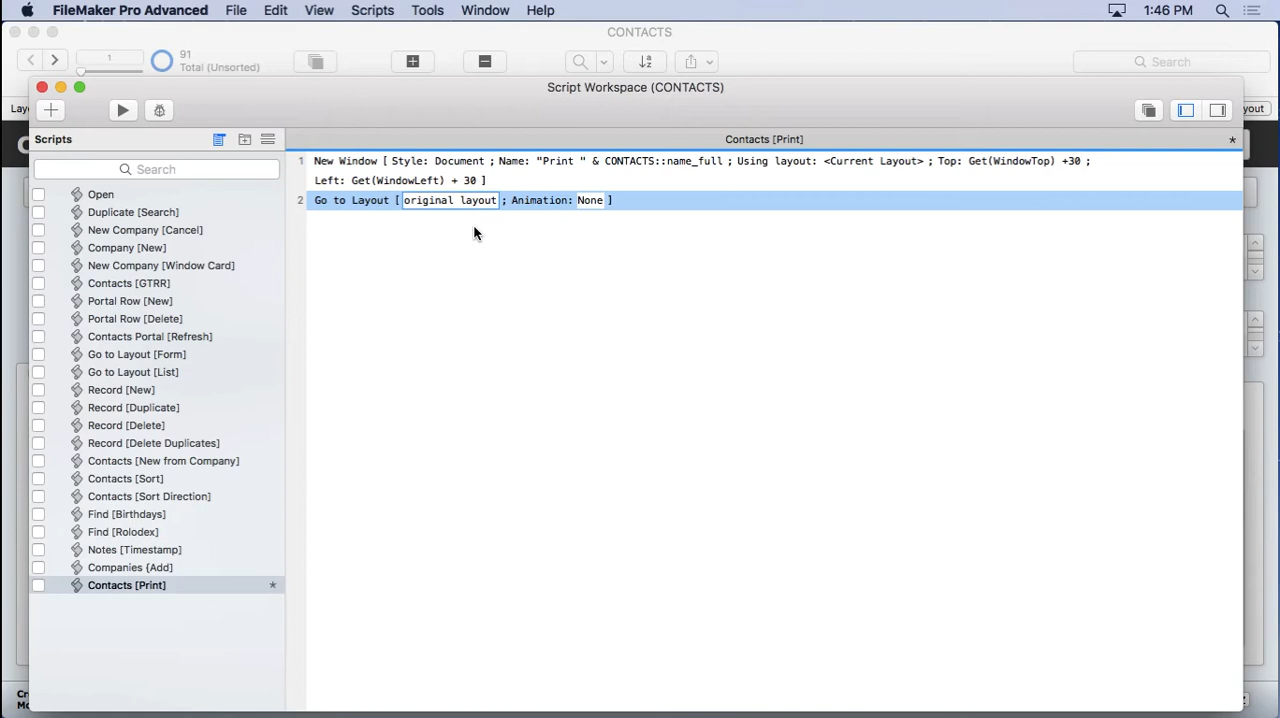 FileMaker Pro Advanced File Edit View Scripts Tools Window Help 1:46 PM
CONTACTS
1
91
Total (Unsorted)
Search
Script Workspace (CONTACTS)
Scripts
Contacts [Print] *
Search
Open
Duplicate [Search]
New Company [Cancel]
Company [New]
New Company [Window Card]
Contacts [GTRR]
Portal Row [New]
Portal Row [Delete]
Contacts Portal [Refresh]
Go to Layout [Form]
Go to Layout [List]
Record [New]
Record [Duplicate]
Record [Delete]
Record [Delete Duplicates]
Contacts [New from Company]
Contacts [Sort]
Contacts [Sort Direction]
Find [Birthdays]
Find [Rolodex]
Notes [Timestamp]
Companies {Add]
Contacts [Print] *
1 New Window [ Style: Document ; Name: "Print " & CONTACTS::name_full ; Using layout: <Current Layout> ; Top: Get(WindowTop) +30 ;
Left: Get(WindowLeft) + 30 ]
2 Go to Layout [ original layout ; Animation: None ]